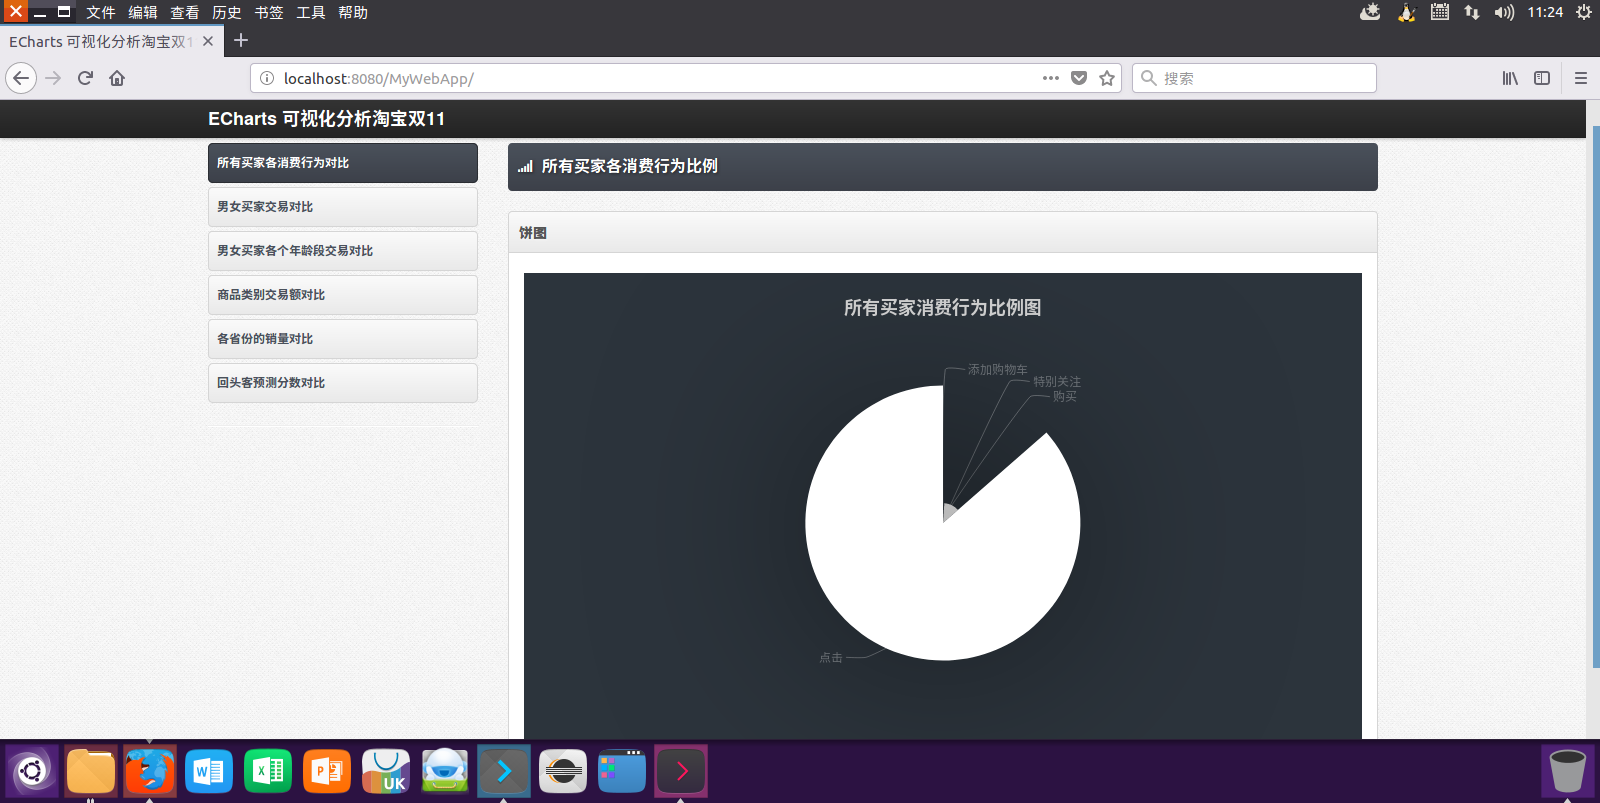 文件 编辑 查看 历史 书签 工具 帮助
11:24
ECharts 可视化分析淘宝双1
localhost:8080/MyWebApp/
搜索
ECharts 可视化分析淘宝双11
所有买家各消费行为对比
男女买家交易对比
男女买家各个年龄段交易对比
商品类别交易额对比
各省份的销量对比
回头客预测分数对比
所有买家各消费行为比例
饼图
所有买家消费行为比例图
添加购物车
特别关注
购买
点击
W
X
P
UK